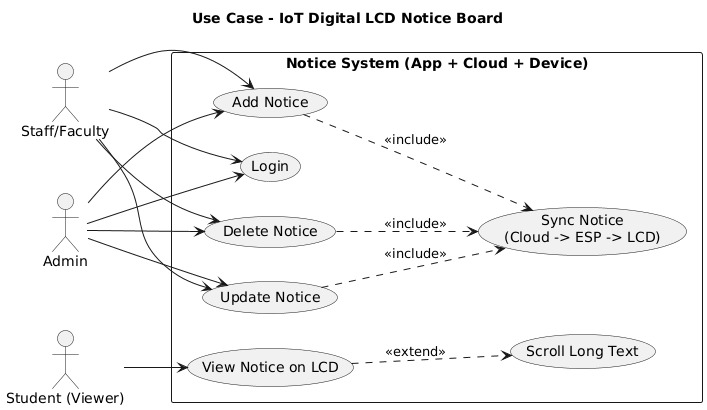 Use Case - IoT Digital LCD Notice Board
Notice System (App + Cloud + Device)
Staff/Faculty
Add Notice
«include»
Login
Admin
Delete Notice
«include»
Sync Notice
(Cloud -> ESP -> LCD)
«include»
Update Notice
Student (Viewer)
View Notice on LCD
«extend»
Scroll Long Text